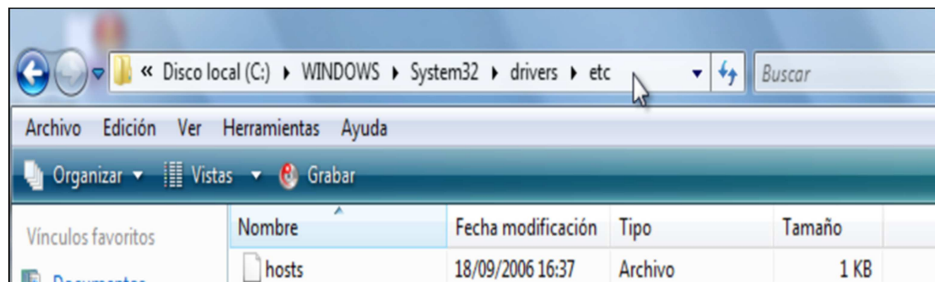 « Disco local (C:) ▸ WINDOWS ▸ System32 ▸ drivers ▸ etc Buscar
Archivo Edición Ver Herramientas Ayuda
Organizar Vistas Grabar
Vínculos favoritos Nombre Fecha modificación Tipo Tamaño
hosts 18/09/2006 16:37 Archivo 1 KB